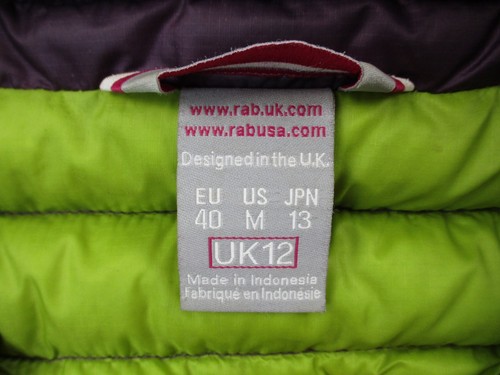 www.rab.uk.com
www.rabusa.com
Designed in the U.K.
EU US JPN
40 M 13
UK12
Made in Indonesia
Fabriqué en Indonésie